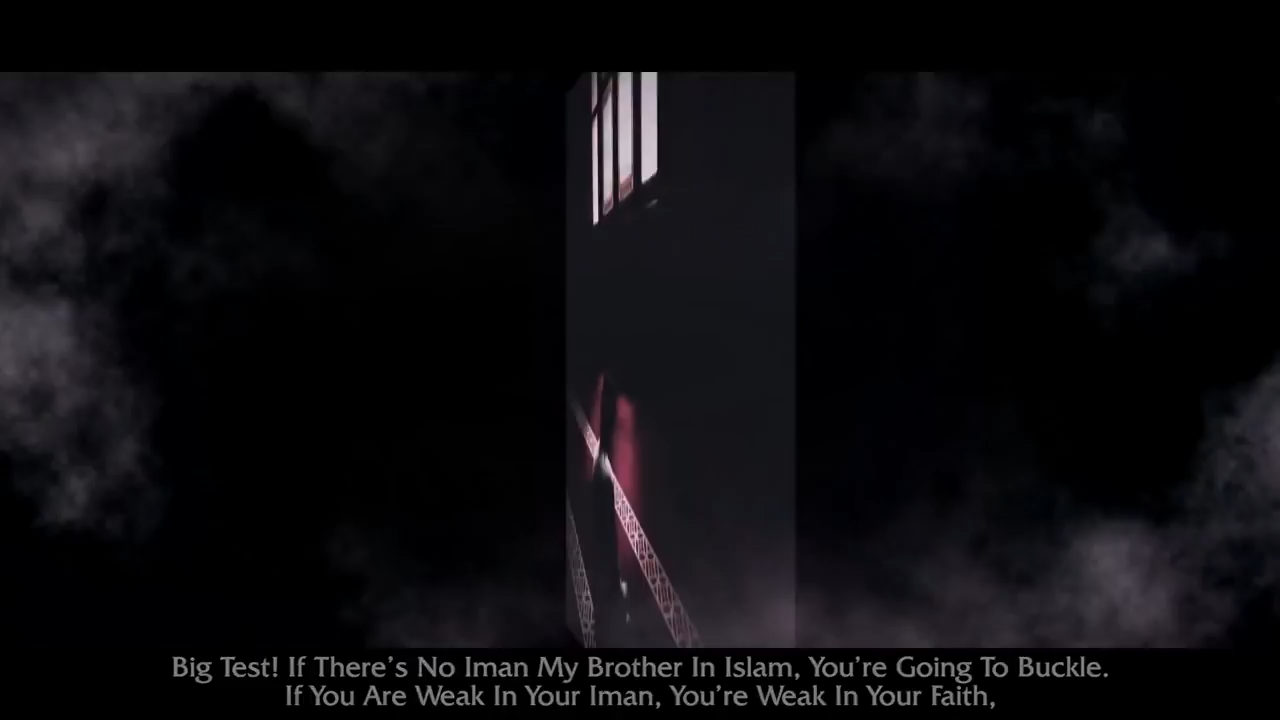 Big Test! If There's No Iman My Brother In Islam, You're Going To Buckle.
If You Are Weak In Your Iman, You're Weak In Your Faith,